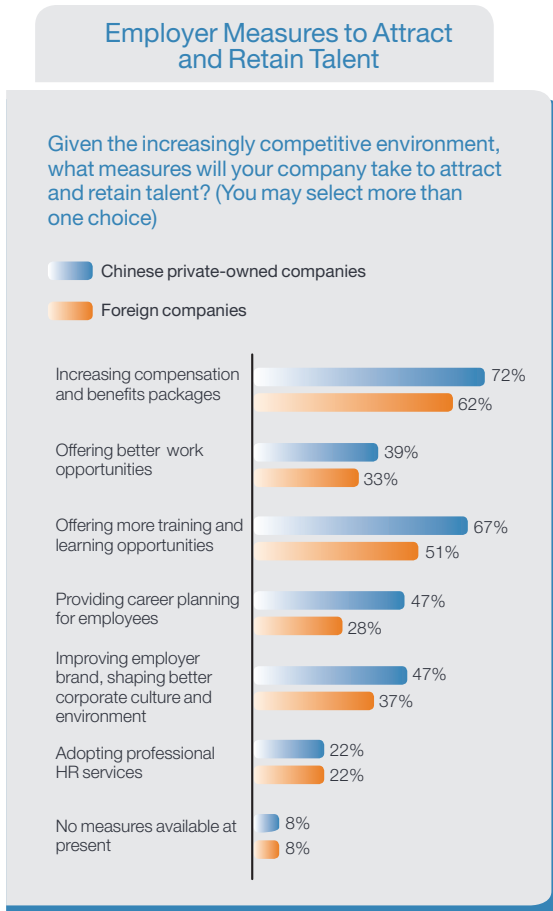 Employer Measures to Attract
and Retain Talent
Given the increasingly competitive environment,
what measures will your company take to attract
and retain talent? (You may select more than
one choice)
Chinese private-owned companies
Foreign companies
Increasing compensation
and benefits packages
72%
62%
Offering better work
opportunities
39%
33%
Offering more training and
learning opportunities
67%
51%
Providing career planning
for employees
47%
28%
Improving employer
brand, shaping better
corporate culture and
environment
47%
37%
Adopting professional
HR services
22%
22%
No measures available at
present
8%
8%